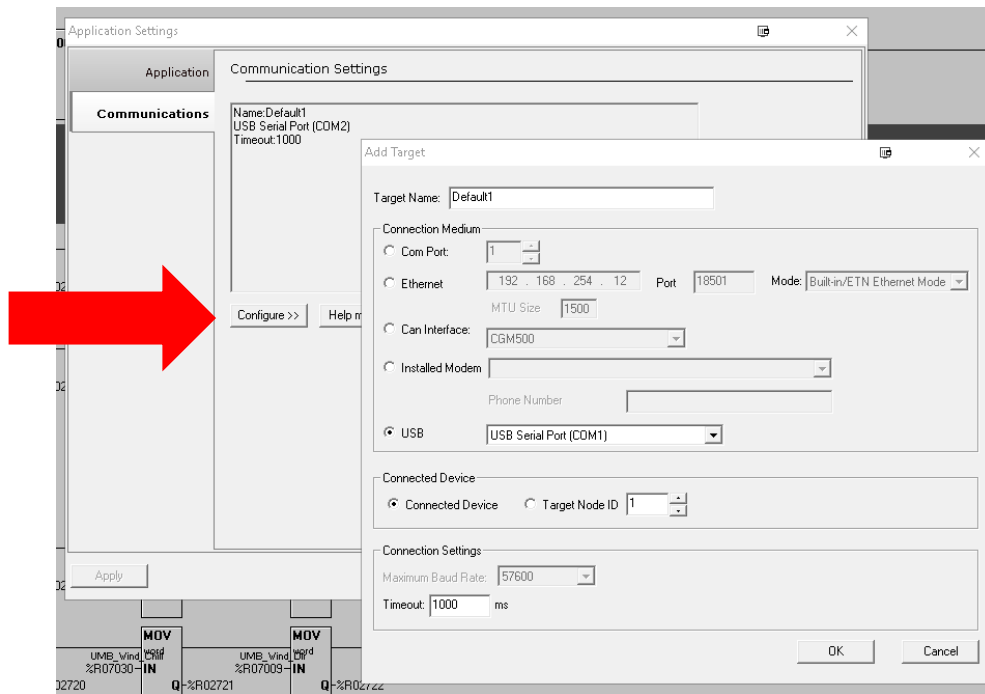 Application Settings
Application
Communications
Communication Settings
Name:Default1
USB Serial Port (COM2)
Timeout:1000
Configure >>
Help m
Apply
Add Target
Target Name: Default1
Connection Medium
Com Port: 1
Ethernet 192 . 168 . 254 . 12 Port 18501 Mode: Built-in/ETN Ethernet Mode
MTU Size 1500
Can Interface: CGM500
Installed Modem
Phone Number
USB USB Serial Port (COM1)
Connected Device
Connected Device Target Node ID 1
Connection Settings
Maximum Baud Rate: 57600
Timeout: 1000 ms
OK Cancel
MOV MOV
word word
UMB_Wind_Chill UMB_Wind_Dir
%R07030 IN %R07009 IN
02720 Q %R02721 Q %R02722